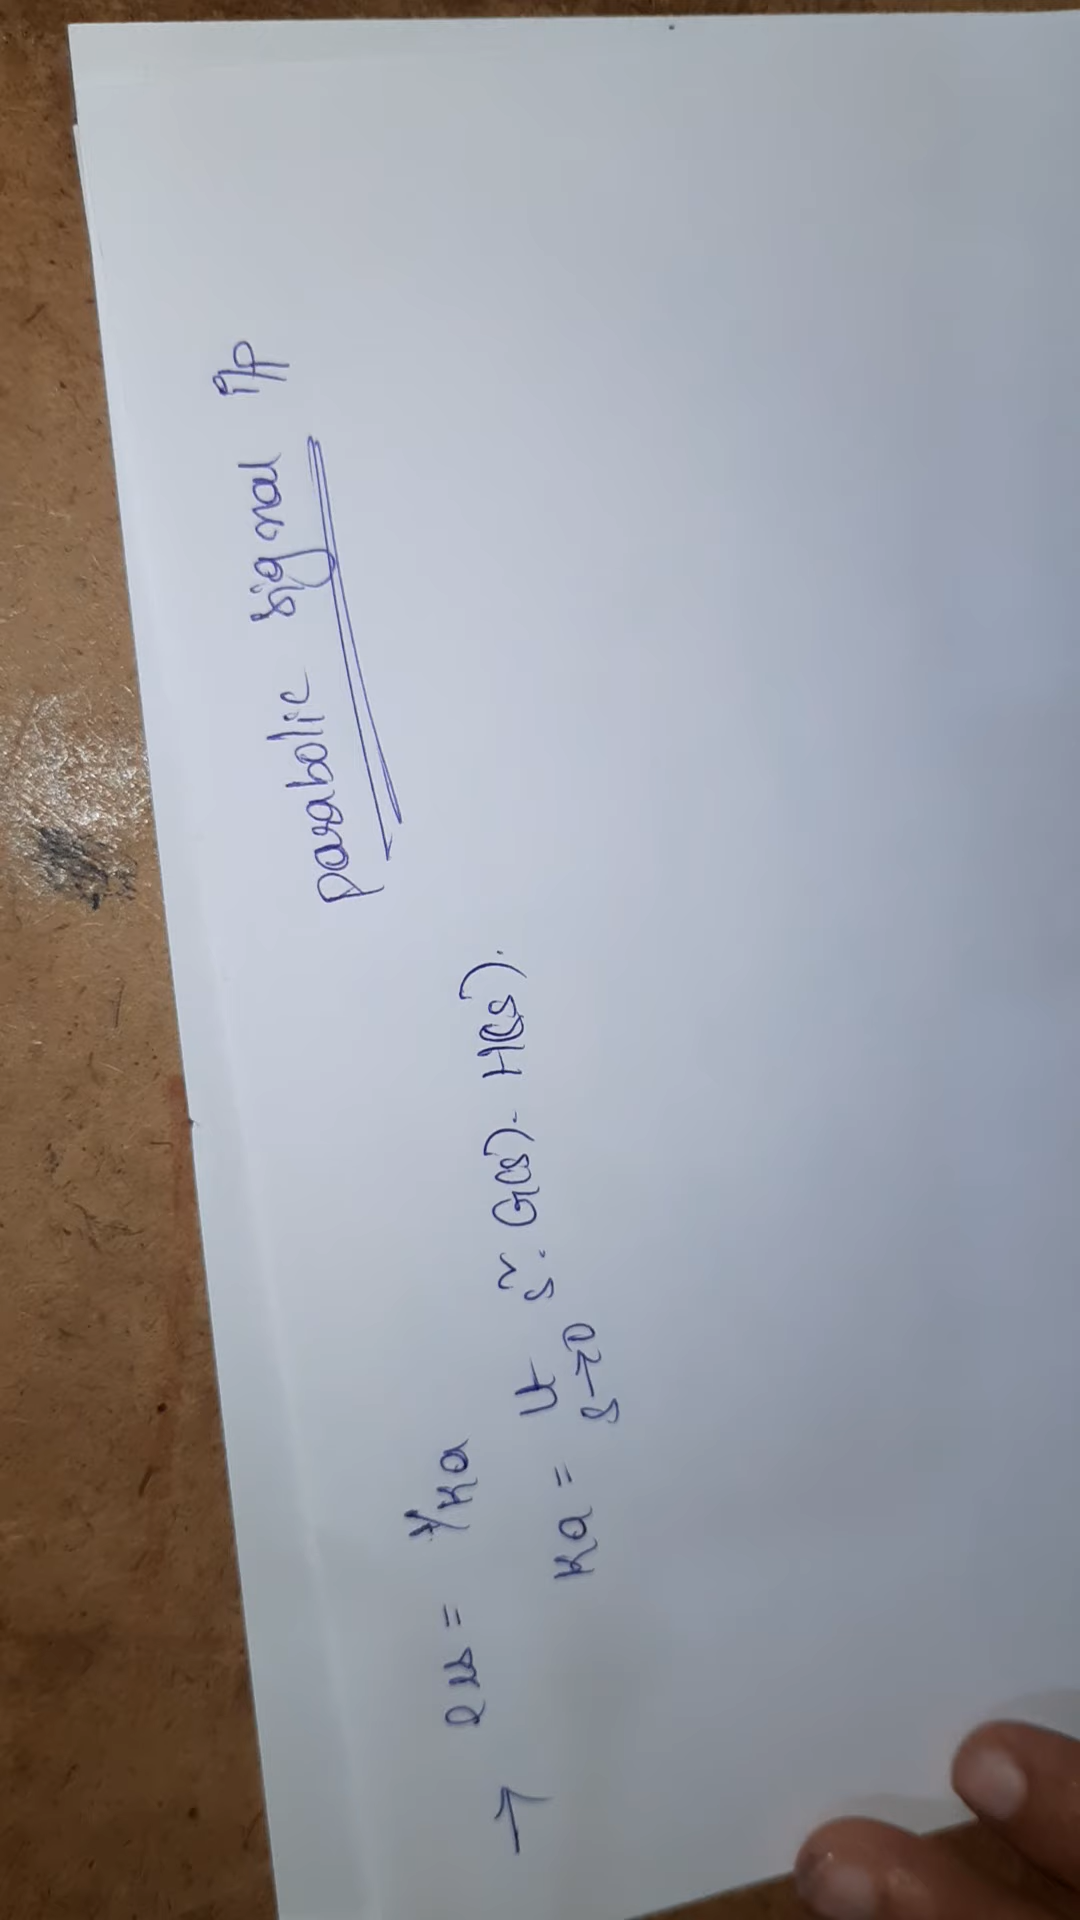 parabolic signal i/p
→ ess = 1/Ka
Ka = Lt s². G(s). H(s).
s→0